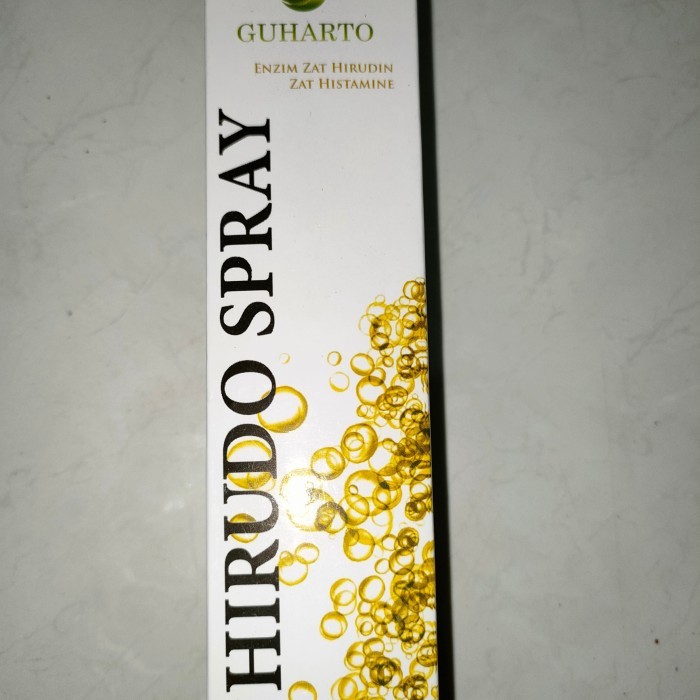 GUHARTO
ENZIM ZAT HIRUDIN
ZAT HISTAMINE
HIRUDO SPRAY